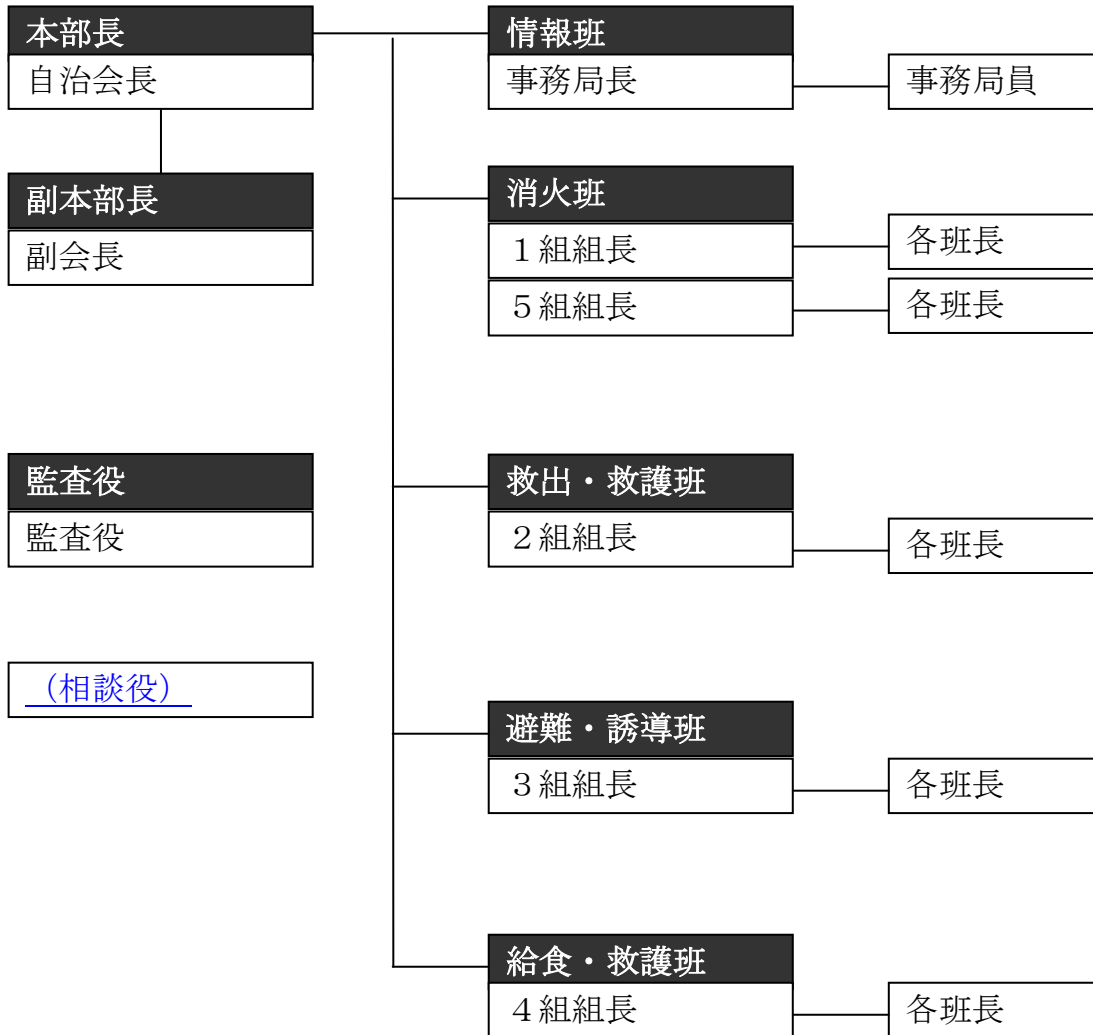 本部長
自治会長
副本部長
副会長
監査役
監査役
（相談役）
情報班
事務局長
事務局員
消火班
１組組長
各班長
５組組長
各班長
救出・救護班
２組組長
各班長
避難・誘導班
３組組長
各班長
給食・救護班
４組組長
各班長